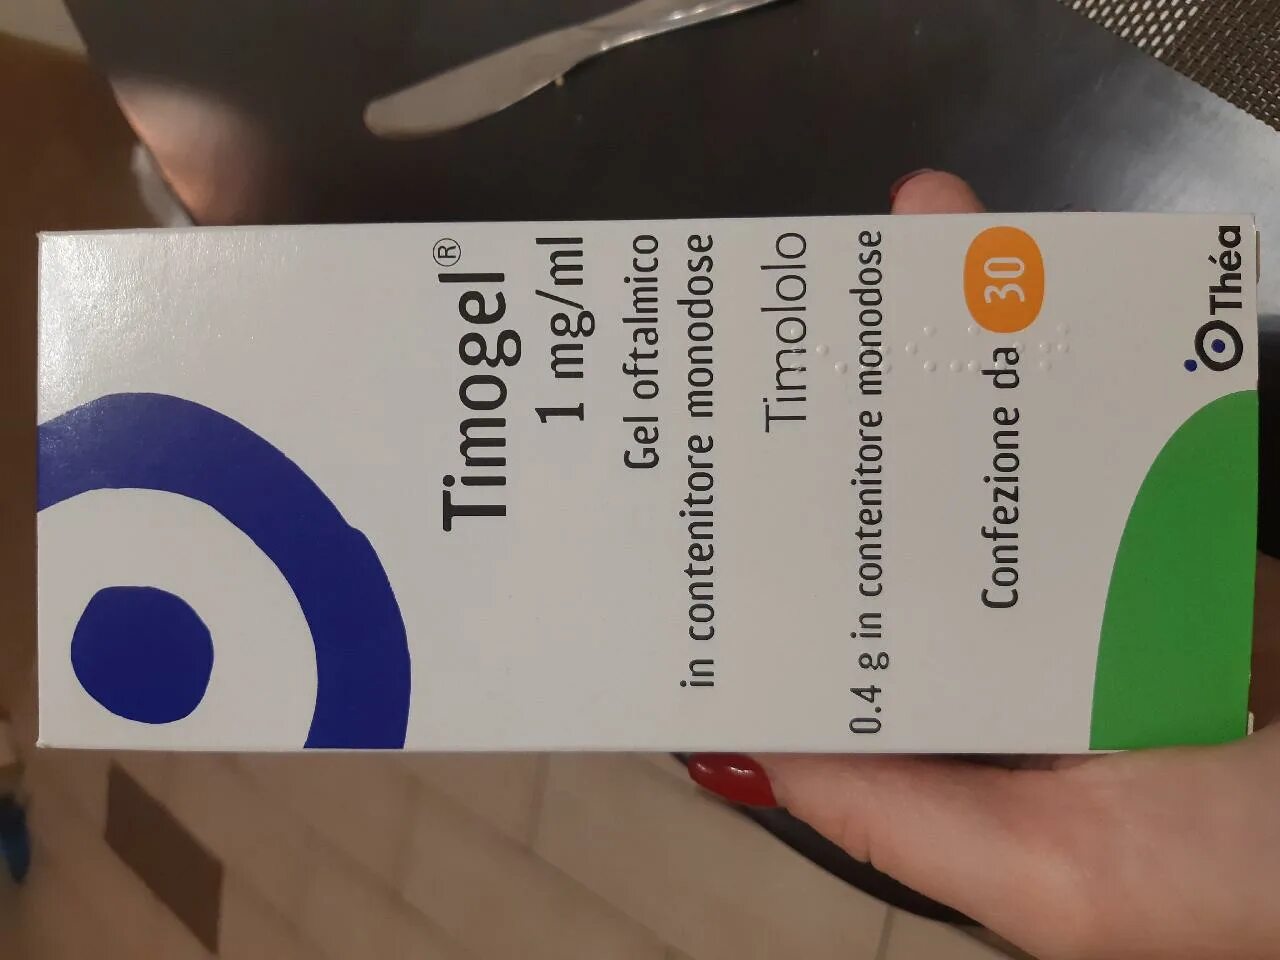 Timogel®
1 mg/ml
Gel oftalmico
in contenitore monodose
Timololo
0.4 g in contenitore monodose
Confezione da 30
Théa